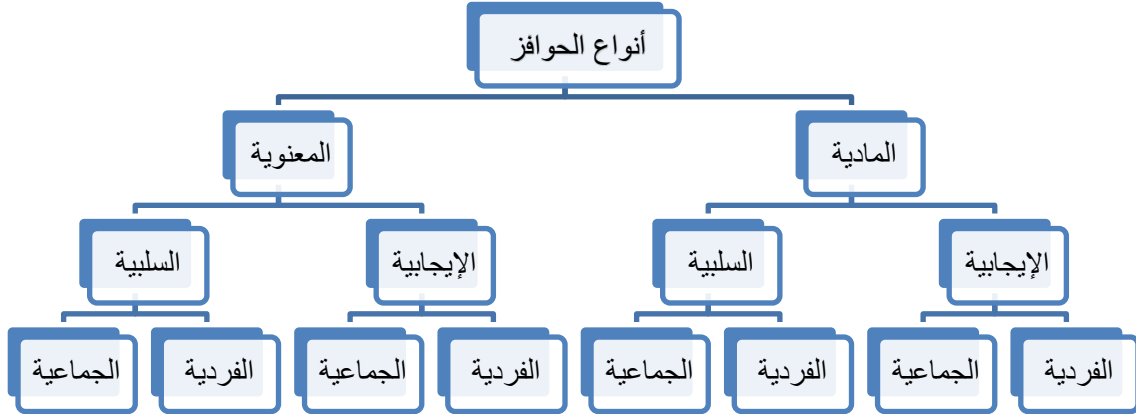 أنواع الحوافز
المادية
المعنوية
الإيجابية
السلبية
الإيجابية
السلبية
الفردية
الجماعية
الفردية
الجماعية
الفردية
الجماعية
الفردية
الجماعية